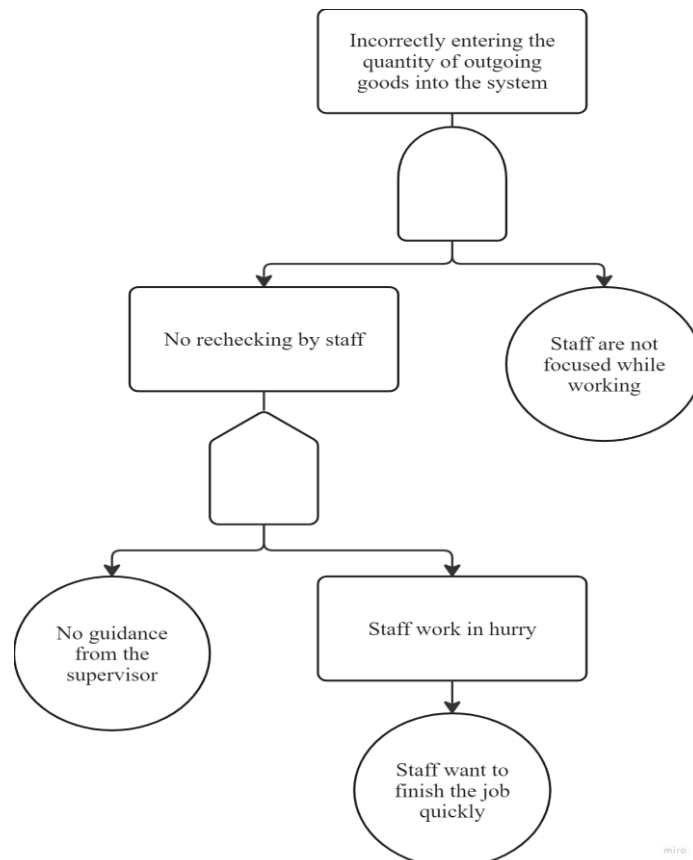 Incorrectly entering the
quantity of outgoing
goods into the system
No rechecking by staff
Staff are not
focused while
working
No guidance
from the
supervisor
Staff work in hurry
Staff want to
finish the job
quickly
miro